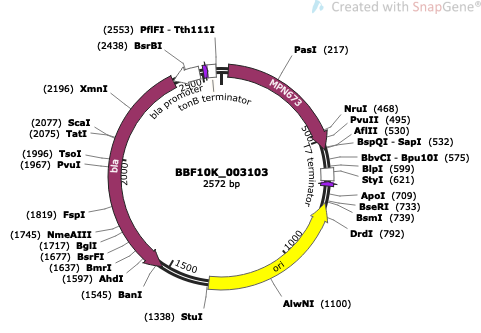 Created with SnapGene®
(2553) PflFI - Tth111I
(2438) BsrBI
PasI (217)
(2196) XmnI
2500
bla promoter
tonB terminator
MPN673
NruI (468)
PvuII (495)
AflII (530)
BspQI - SapI (532)
(2077) ScaI
(2075) TatI
500
BbvCI - Bpu10I (575)
(1996) TsoI
(1967) PvuI
bla
2000
BBF10K_003103
2572 bp
T7 terminator
BlpI (599)
StyI (621)
ApoI (709)
BseRI (733)
BsmI (739)
DrdI (792)
(1819) FspI
(1745) NmeAIII
(1717) BglI
(1677) BsrFI
(1637) BmrI
(1597) AhdI
(1545) BanI
1500
1000
ori
AlwNI (1100)
(1338) StuI